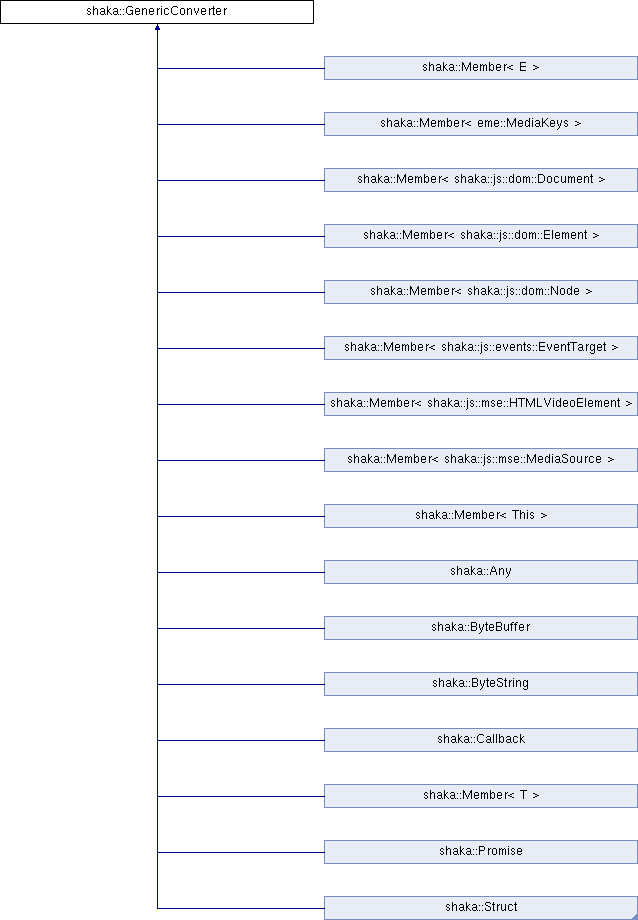 shaka::GenericConverter
shaka::Member< E >
shaka::Member< eme::MediaKeys >
shaka::Member< shaka::js::dom::Document >
shaka::Member< shaka::js::dom::Element >
shaka::Member< shaka::js::dom::Node >
shaka::Member< shaka::js::events::EventTarget >
shaka::Member< shaka::js::mse::HTMLVideoElement >
shaka::Member< shaka::js::mse::MediaSource >
shaka::Member< This >
shaka::Any
shaka::ByteBuffer
shaka::ByteString
shaka::Callback
shaka::Member< T >
shaka::Promise
shaka::Struct